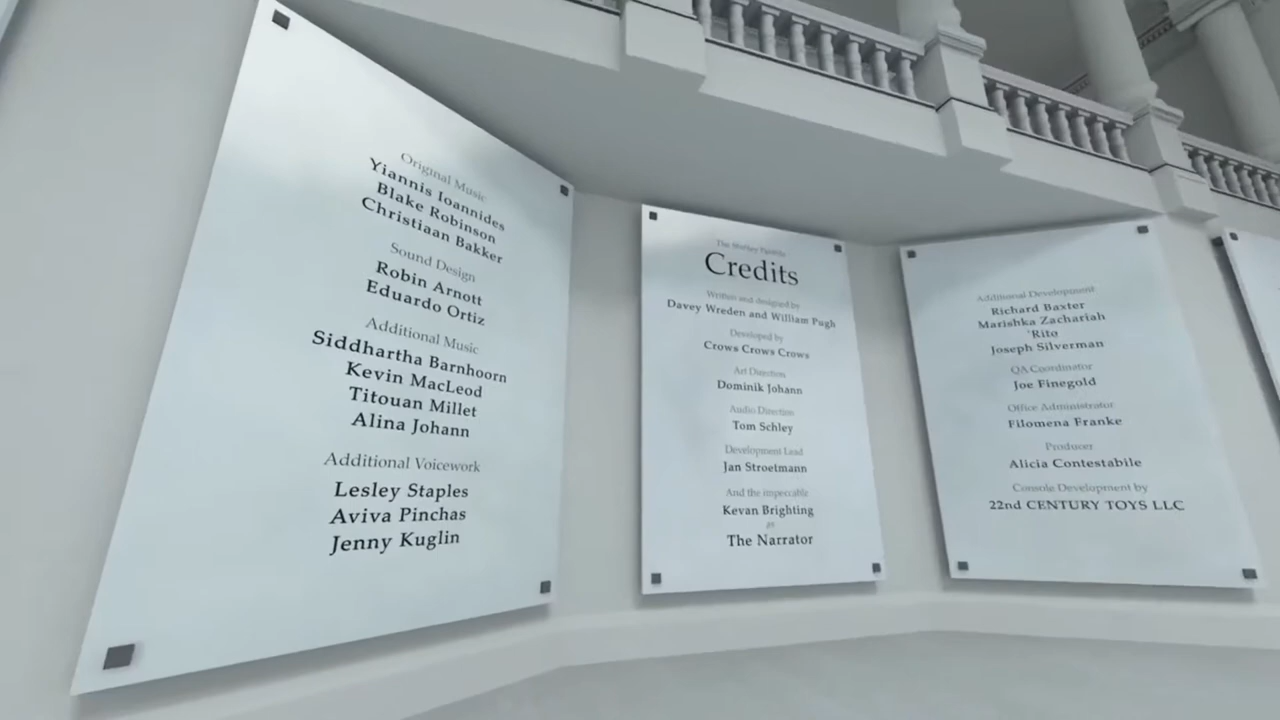 Original Music
Yiannis Ioannides
Blake Robinson
Christiaan Bakker
Sound Design
Robin Arnott
Eduardo Ortiz
Additional Music
Siddhartha Barnhoorn
Kevin MacLeod
Titouan Millet
Alina Johann
Additional Voicework
Lesley Staples
Aviva Pinchas
Jenny Kuglin
The Stanley Parable
Credits
Written and designed by
Davey Wreden and William Pugh
Developed by
Crows Crows Crows
Art Direction
Dominik Johann
Audio Direction
Tom Schley
Development Lead
Jan Stroetmann
And the impeccable
Kevan Brighting
as
The Narrator
Additional Development
Richard Baxter
Marishka Zachariah
'Rito
Joseph Silverman
QA Coordinator
Joe Finegold
Office Administrator
Filomena Franke
Producer
Alicia Contestabile
Console Development by
22nd CENTURY TOYS LLC